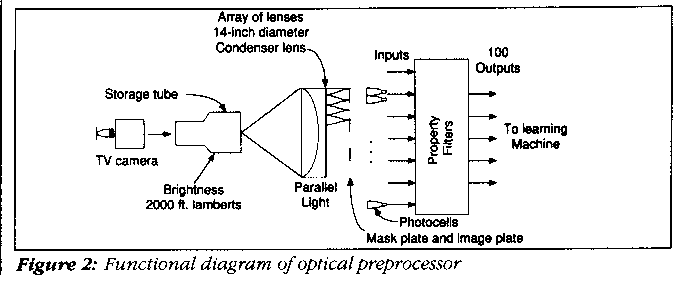 Array of lenses
14-inch diameter
Condenser lens
Inputs
100
Outputs
Storage tube
TV camera
Property
Filters
To learning
Machine
Brightness
2000 ft. lamberts
Parallel
Light
Photocells
Mask plate and Image plate
Figure 2: Functional diagram of optical preprocessor